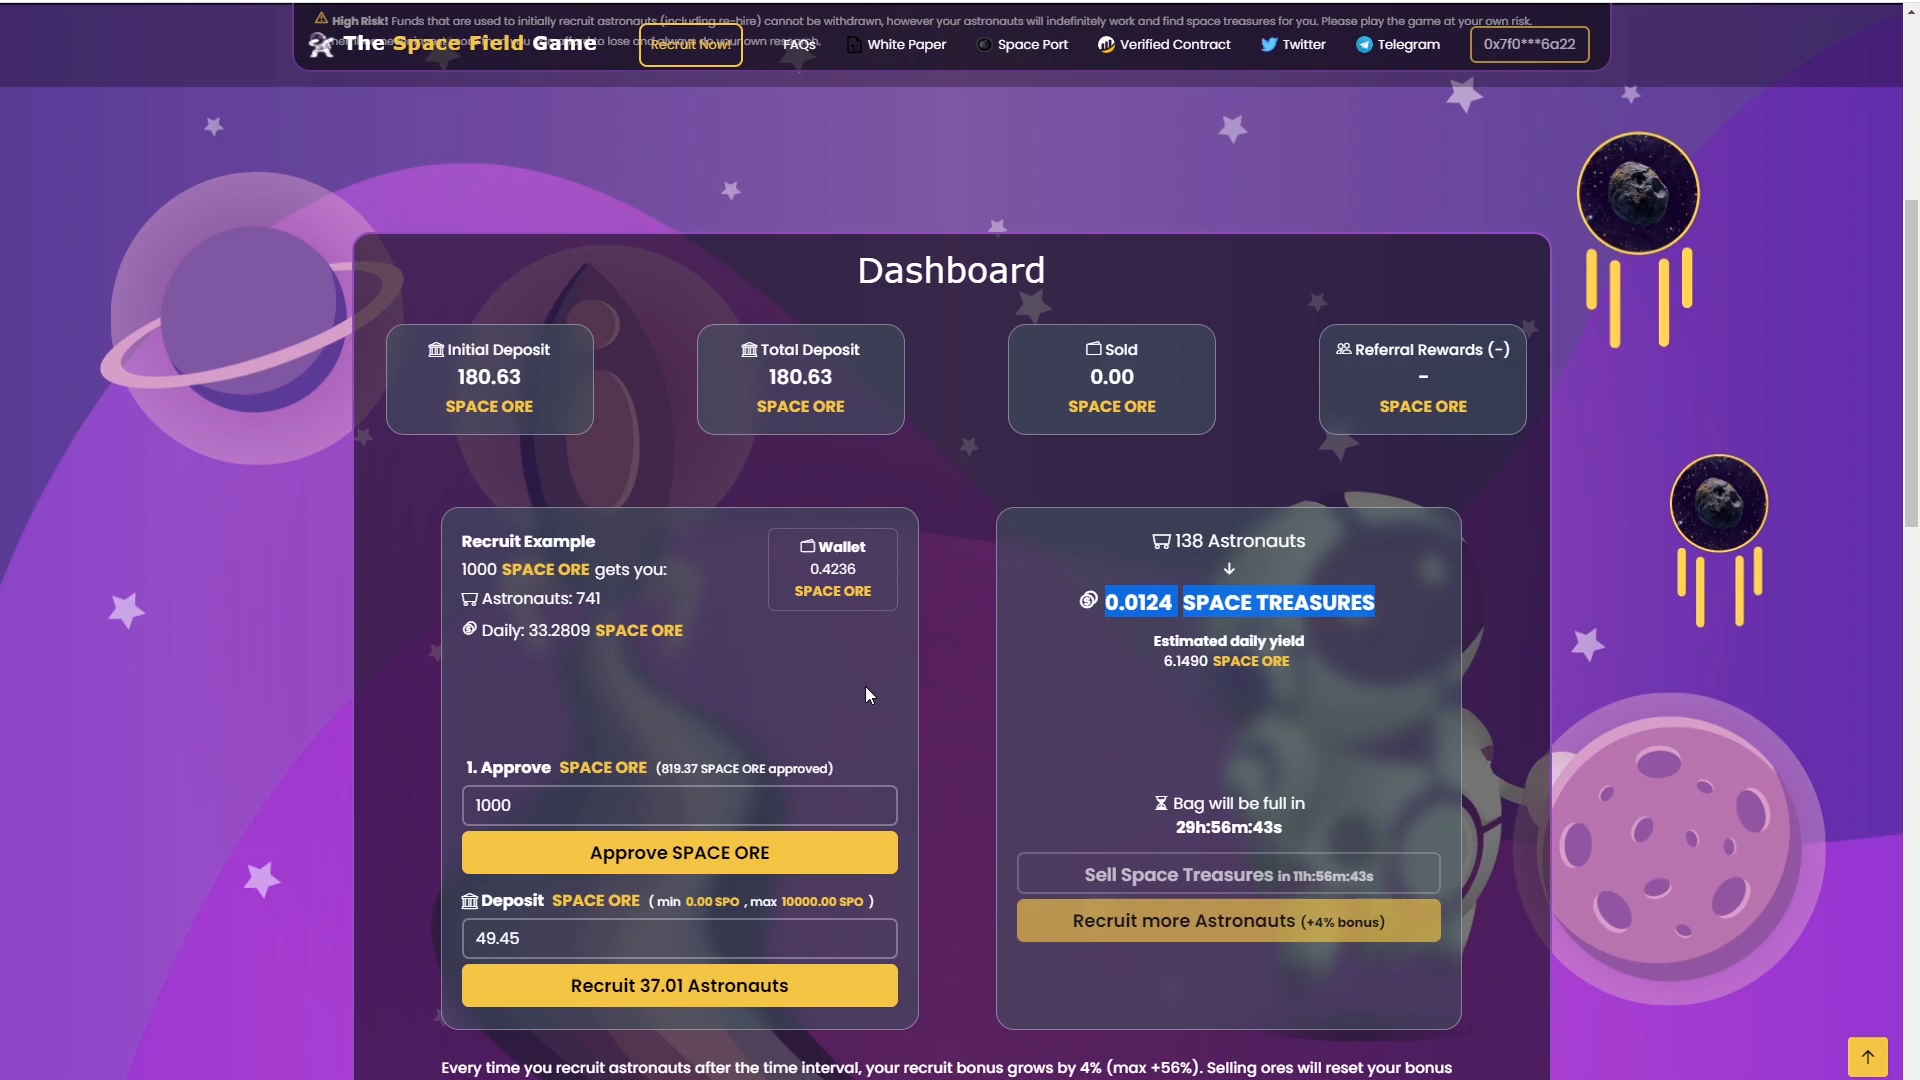 High Risk! Funds that are used to initially recruit astronauts (including re-hire) cannot be withdrawn, however your astronauts will indefinitely work and find space treasures for you. Please play the game at your own risk.
to lose and always do your own research.
The Space Field Game
Recruit Now!
FAQs
White Paper
Space Port
Verified Contract
Twitter
Telegram
0x7f0***6a22
Dashboard
Initial Deposit
180.63
SPACE ORE
Total Deposit
180.63
SPACE ORE
Sold
0.00
SPACE ORE
Referral Rewards (-)
-
SPACE ORE
Recruit Example
1000 SPACE ORE gets you:
Astronauts: 741
Daily: 33.2809 SPACE ORE
Wallet
0.4236
SPACE ORE
1. Approve SPACE ORE (819.37 SPACE ORE approved)
1000
Approve SPACE ORE
Deposit SPACE ORE ( min 0.00 SPO , max 10000.00 SPO )
49.45
Recruit 37.01 Astronauts
138 Astronauts
↓
0.0124 SPACE TREASURES
Estimated daily yield
6.1490 SPACE ORE
Bag will be full in
29h:56m:43s
Sell Space Treasures in 11h:56m:43s
Recruit more Astronauts (+4% bonus)
Every time you recruit astronauts after the time interval, your recruit bonus grows by 4% (max +56%). Selling ores will reset your bonus